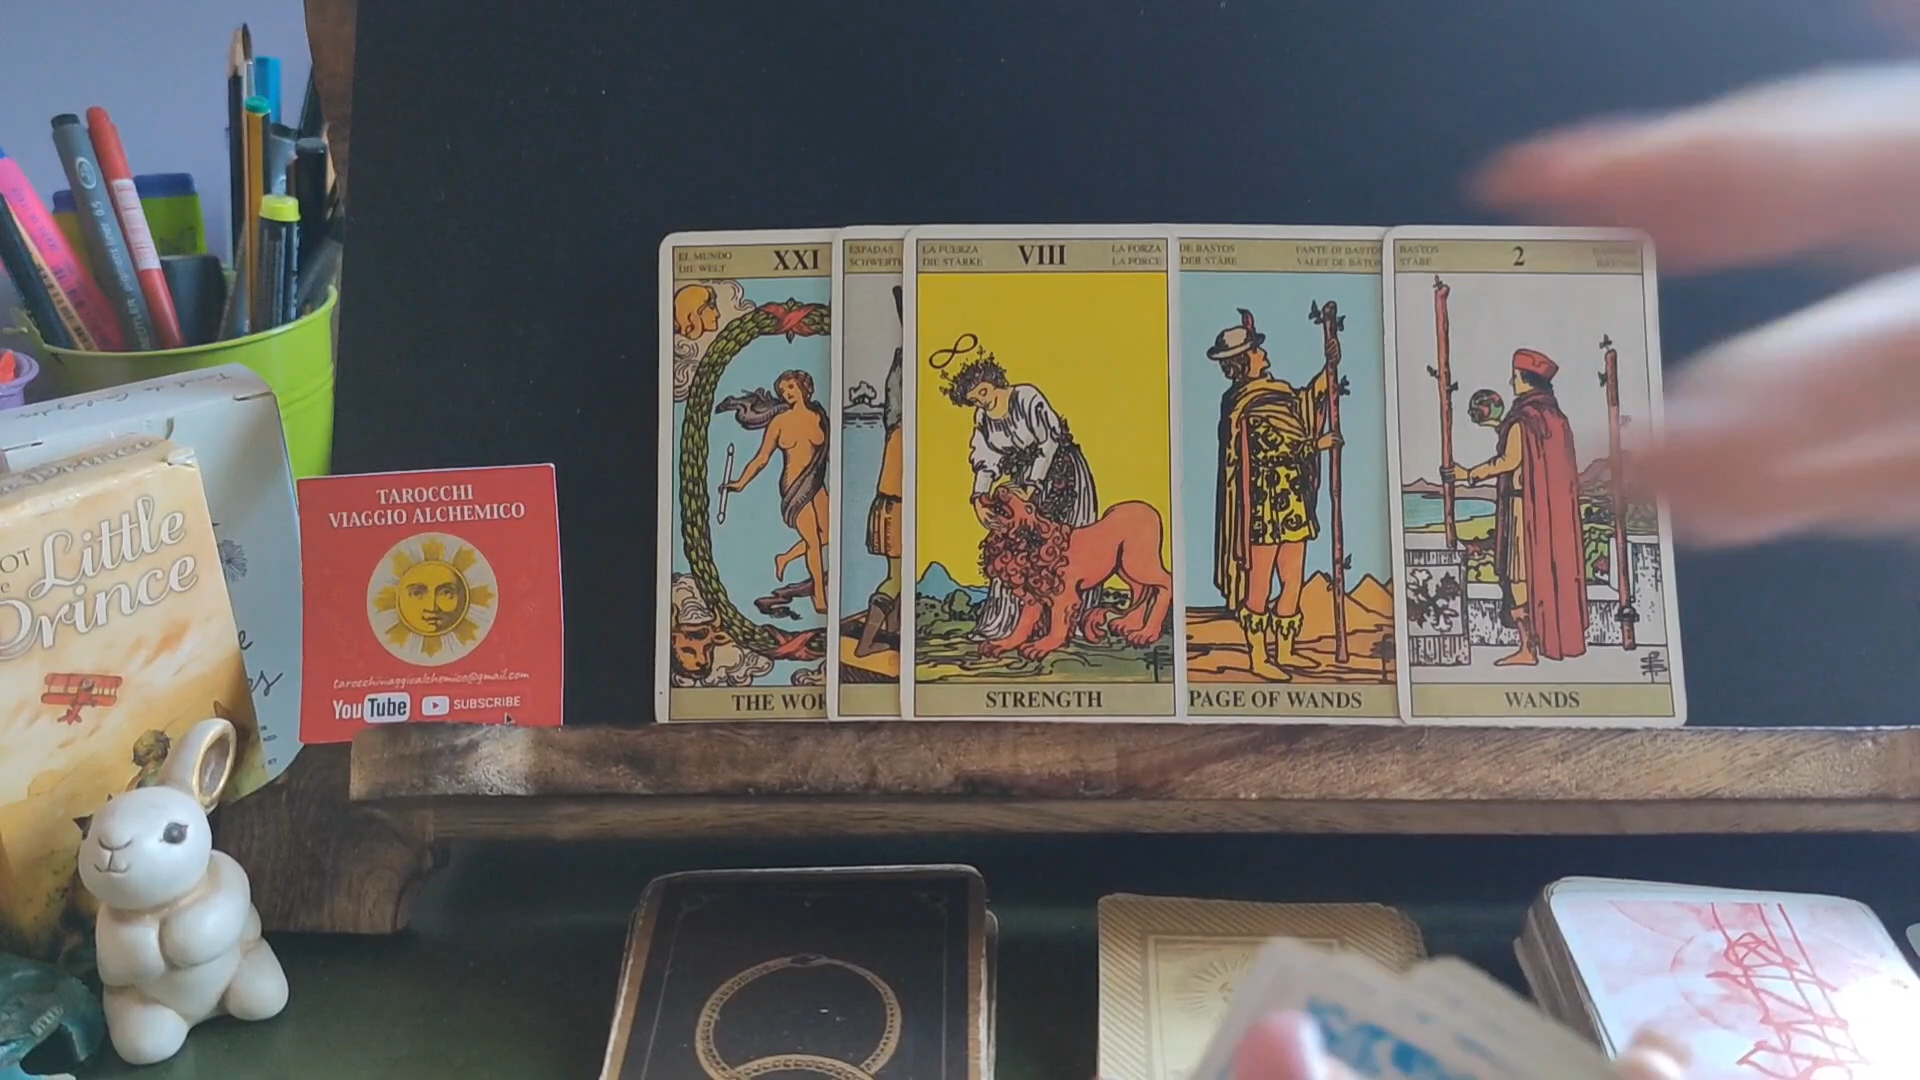 EL MUNDO
DIE WELT
XXI
THE WOR
ESPADAS
SCHWERTE
LA FUERZA
DIE STÄRKE
VIII
LA FORZA
LA FORCE
STRENGTH
DE BASTOS
DER STÄBE
FANTE DI BASTO
VALET DE BÂTON
PAGE OF WANDS
BASTOS
STÄBE
2
WANDS
TAROCCHI
VIAGGIO ALCHEMICO
tarocchiviaggioalchemico@gmail.com
YouTube
SUBSCRIBE
Little
Prince